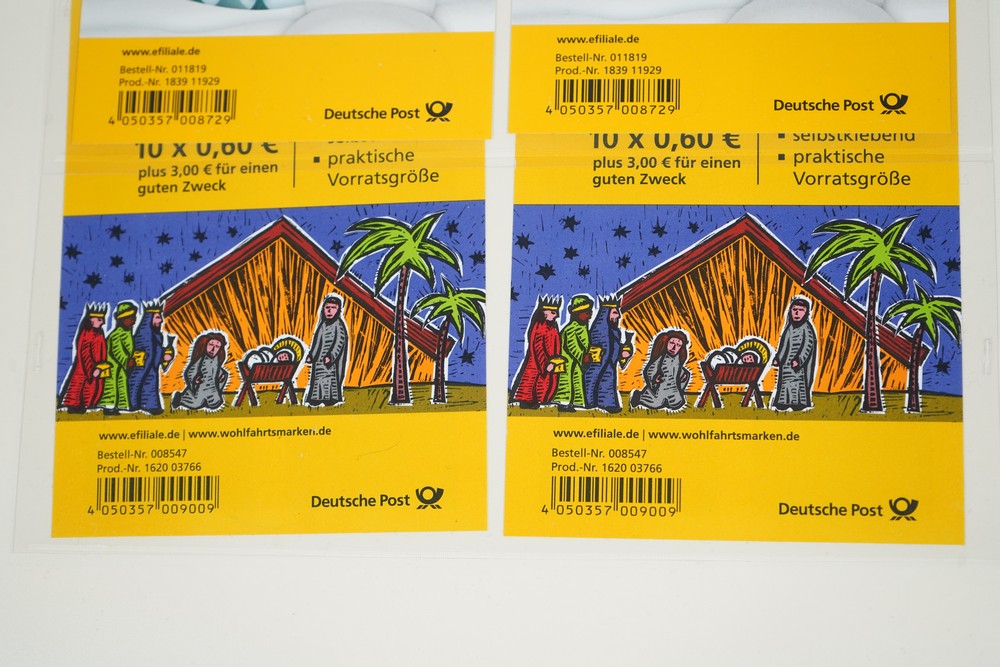 www.efiliale.de
Bestell-Nr. 011819
Prod.-Nr. 1839 11929
4 050357 008729
Deutsche Post
www.efiliale.de
Bestell-Nr. 011819
Prod.-Nr. 1839 11929
4 050357 008729
Deutsche Post
10 x 0,60 €
plus 3,00 € für einen
guten Zweck
▪ praktische
Vorratsgröße
10 x 0,60 €
plus 3,00 € für einen
guten Zweck
▪ selbstklebend
▪ praktische
Vorratsgröße
www.efiliale.de | www.wohlfahrtsmarken.de
Bestell-Nr. 008547
Prod.-Nr. 1620 03766
4 050357 009009
Deutsche Post
www.efiliale.de | www.wohlfahrtsmarken.de
Bestell-Nr. 008547
Prod.-Nr. 1620 03766
4 050357 009009
Deutsche Post